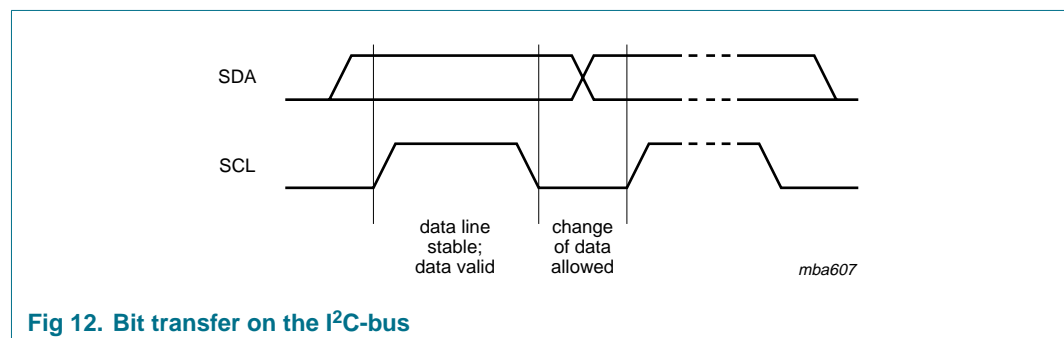 SDA
SCL
data line
stable;
data valid
change
of data
allowed
mba607
Fig 12. Bit transfer on the I²C-bus